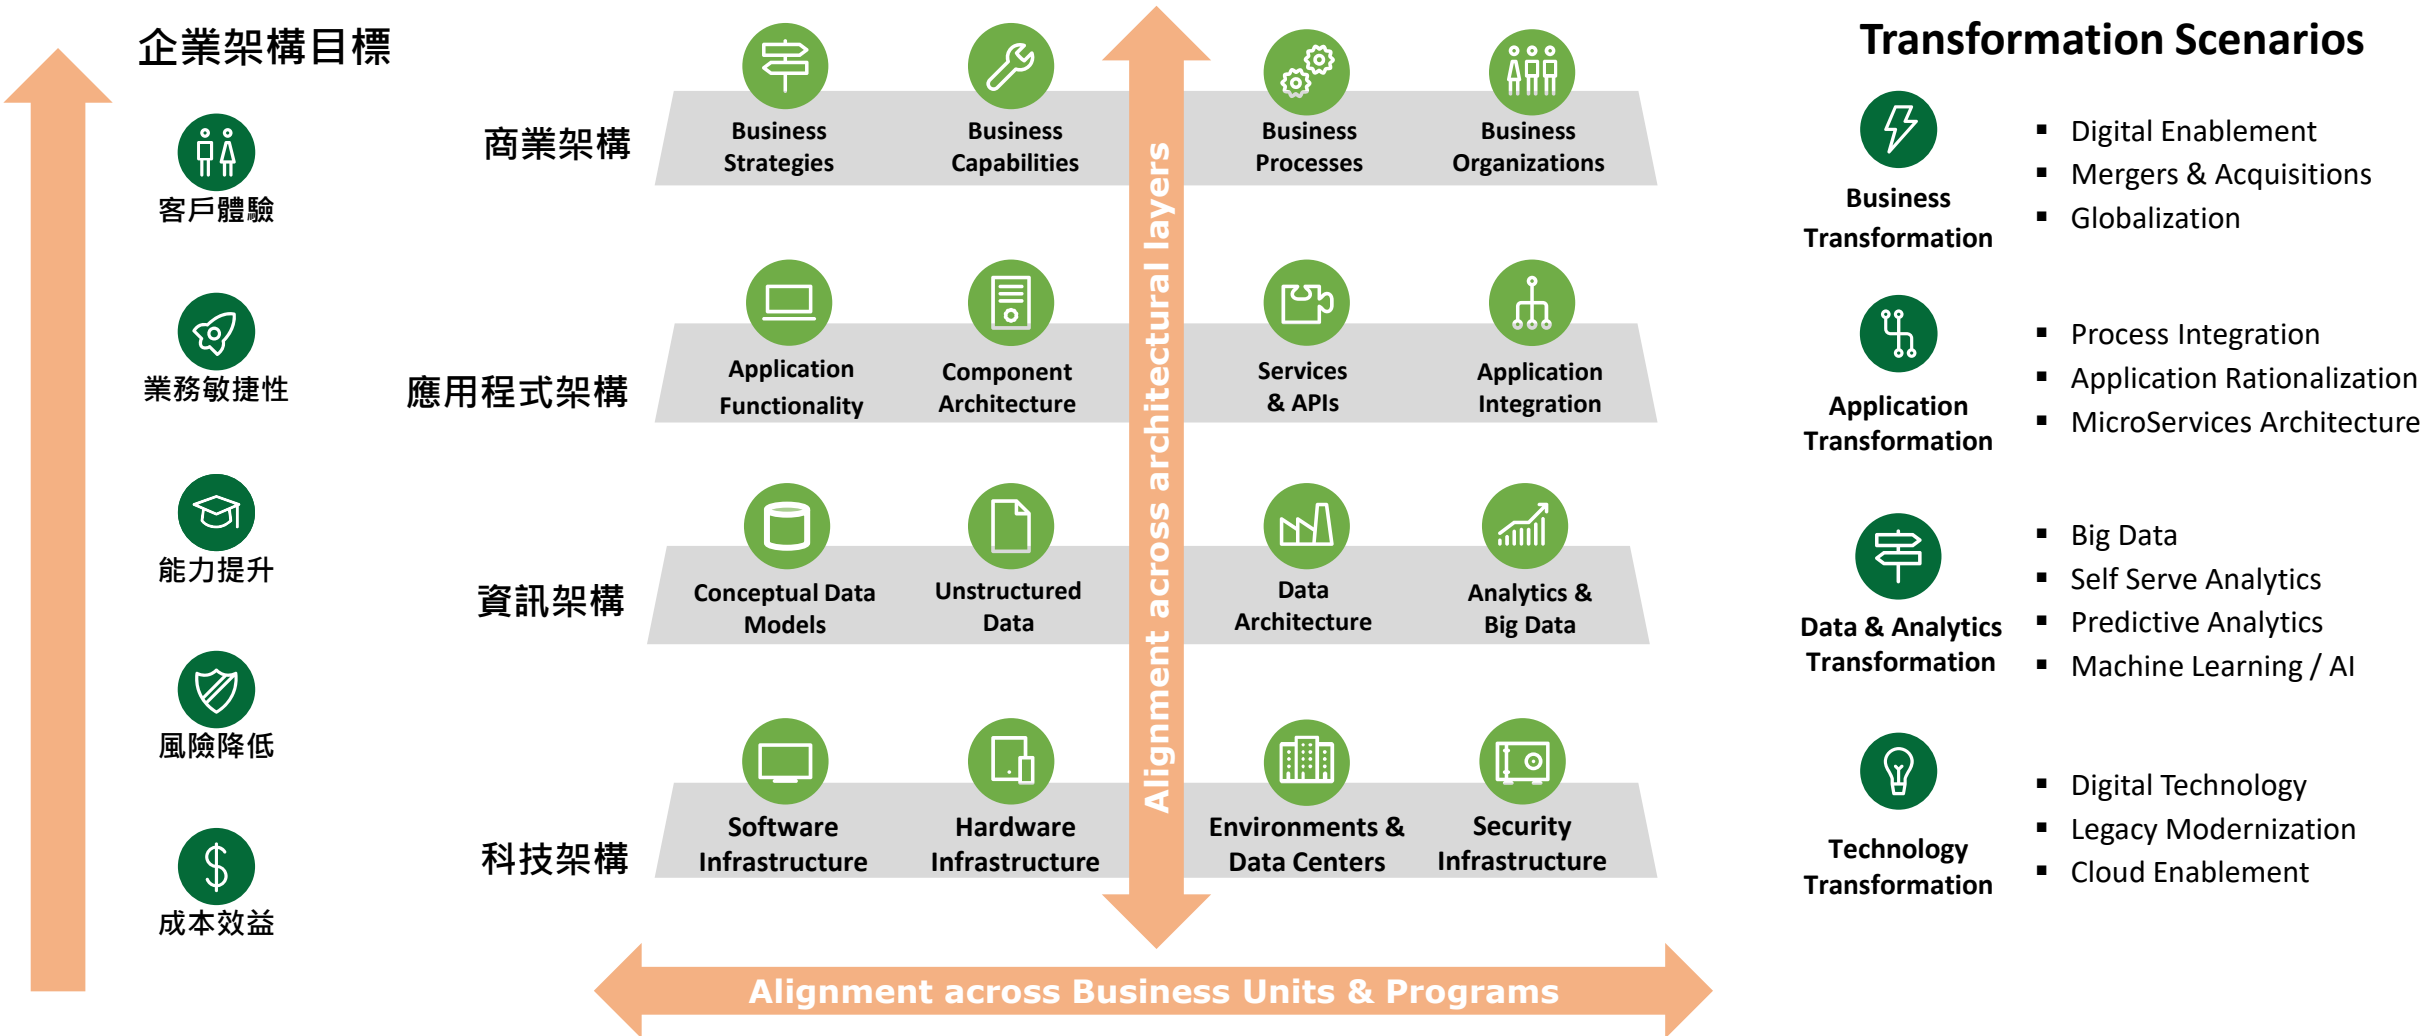 企業架構目標
客戶體驗
業務敏捷性
能力提升
風險降低
成本效益
商業架構
Business
Strategies
Business
Capabilities
Business
Processes
Business
Organizations
應用程式架構
Application
Functionality
Component
Architecture
Services
& APIs
Application
Integration
資訊架構
Conceptual Data
Models
Unstructured
Data
Data
Architecture
Analytics &
Big Data
科技架構
Software
Infrastructure
Hardware
Infrastructure
Environments &
Data Centers
Security
Infrastructure
Alignment across architectural layers
Alignment across Business Units & Programs
Transformation Scenarios
Business
Transformation
▪ Digital Enablement
▪ Mergers & Acquisitions
▪ Globalization
Application
Transformation
▪ Process Integration
▪ Application Rationalization
▪ MicroServices Architecture
Data & Analytics
Transformation
▪ Big Data
▪ Self Serve Analytics
▪ Predictive Analytics
▪ Machine Learning / AI
Technology
Transformation
▪ Digital Technology
▪ Legacy Modernization
▪ Cloud Enablement